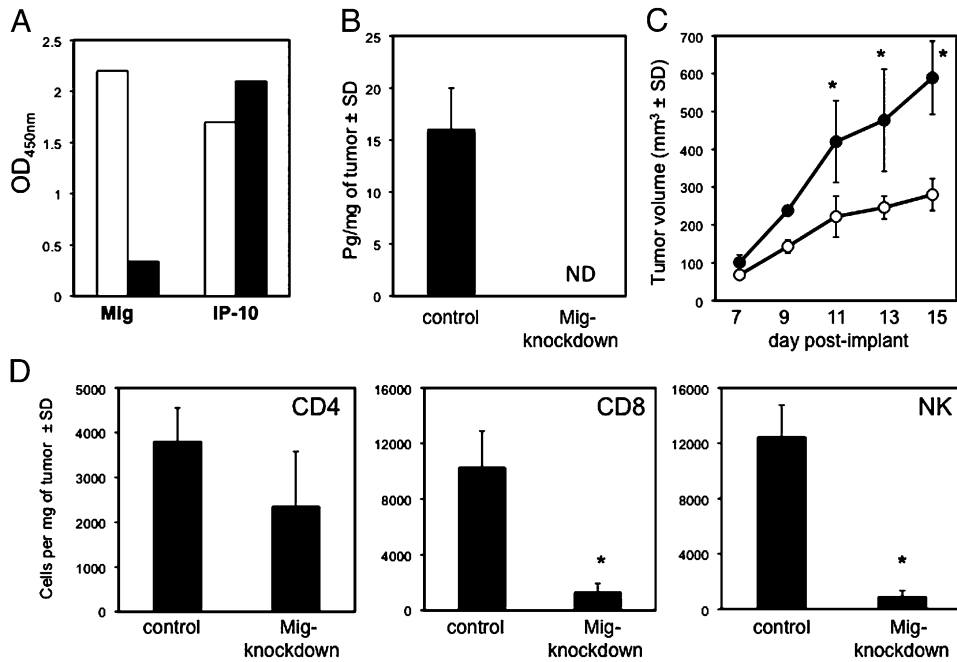 A
OD450nm
2.5
2
1.5
1
0.5
0
Mig
IP-10
B
Pg/mg of tumor ± SD
25
20
15
10
5
0
ND
control
Mig-
knockdown
C
Tumor volume (mm³ ± SD)
700
600
500
400
300
200
100
0
*
*
*
7 9 11 13 15
day post-implant
D
Cells per mg of tumor ± SD
5000
4000
3000
2000
1000
0
CD4
control
Mig-
knockdown
16000
12000
8000
4000
0
CD8
*
control
Mig-
knockdown
16000
12000
8000
4000
0
NK
*
control
Mig-
knockdown